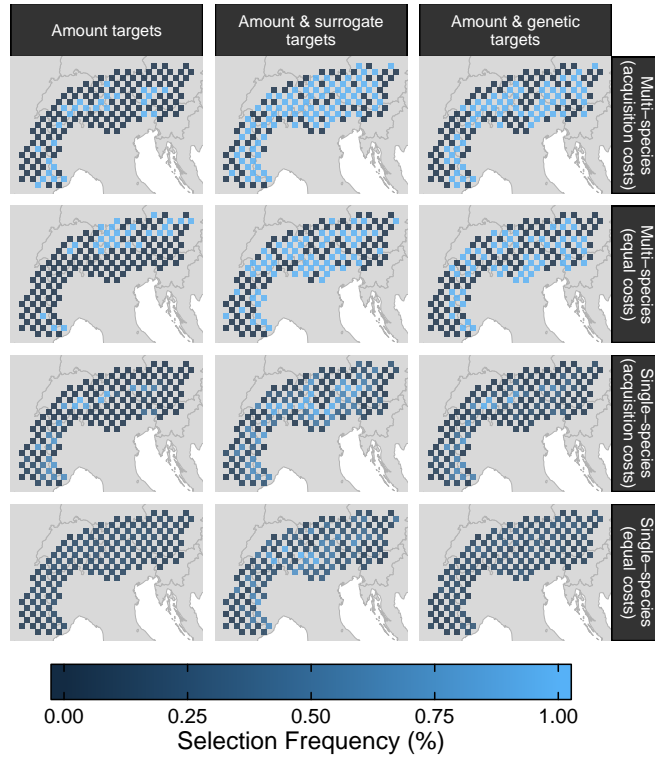 Amount targets
Amount & surrogate
targets
Amount & genetic
targets
Multi−species
(acquisition costs)
Multi−species
(equal costs)
Single−species
(acquisition costs)
Single−species
(equal costs)
0.00 0.25 0.50 0.75 1.00
Selection Frequency (%)